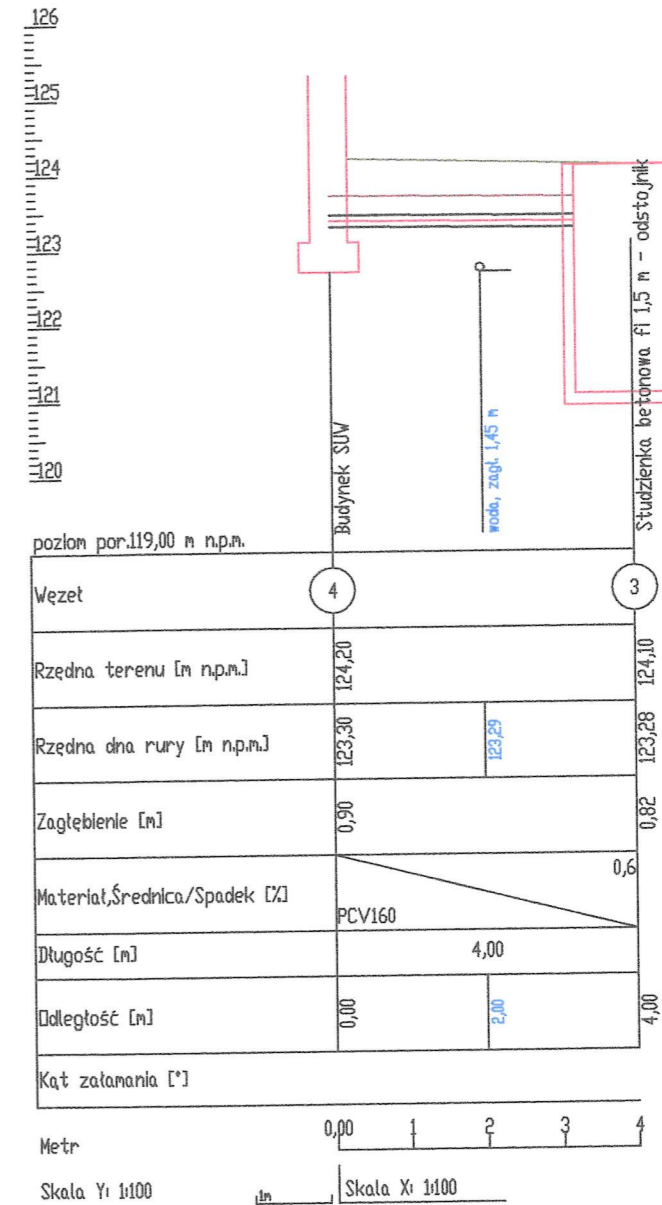 126
125
124
123
122
121
120
Budynek SUW
woda, zagł. 1,45 m
Studzienka betonowa fi 1,5 m - odstojnik
poziom por.119,00 m n.p.m.
Węzeł 4 3
Rzędna terenu [m n.p.m.] 124,20 124,10
Rzędna dna rury [m n.p.m.] 123,30 123,29 123,28
Zagłębienie [m] 0,90 0,82
Materiał,Średnica/Spadek [%] PCV160 0,6
Długość [m] 4,00
Odległość [m] 0,00 2,00 4,00
Kąt załamania [°]
Metr 0,00 1 2 3 4
Skala Y: 1:100 1m Skala X: 1:100